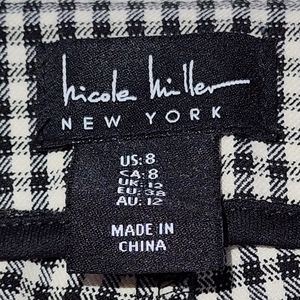 nicole miller
NEW YORK
US: 8
CA: 8
UK: 12
EU: 38
AU: 12
MADE IN
CHINA